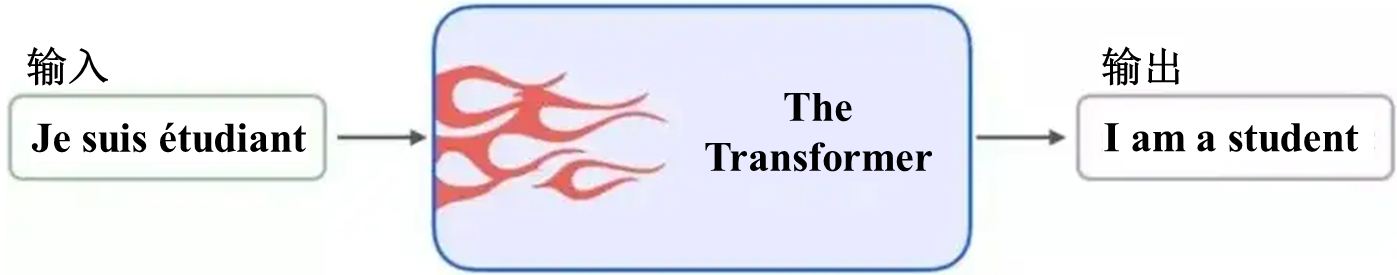 输入
Je suis étudiant
The
Transformer
输出
I am a student